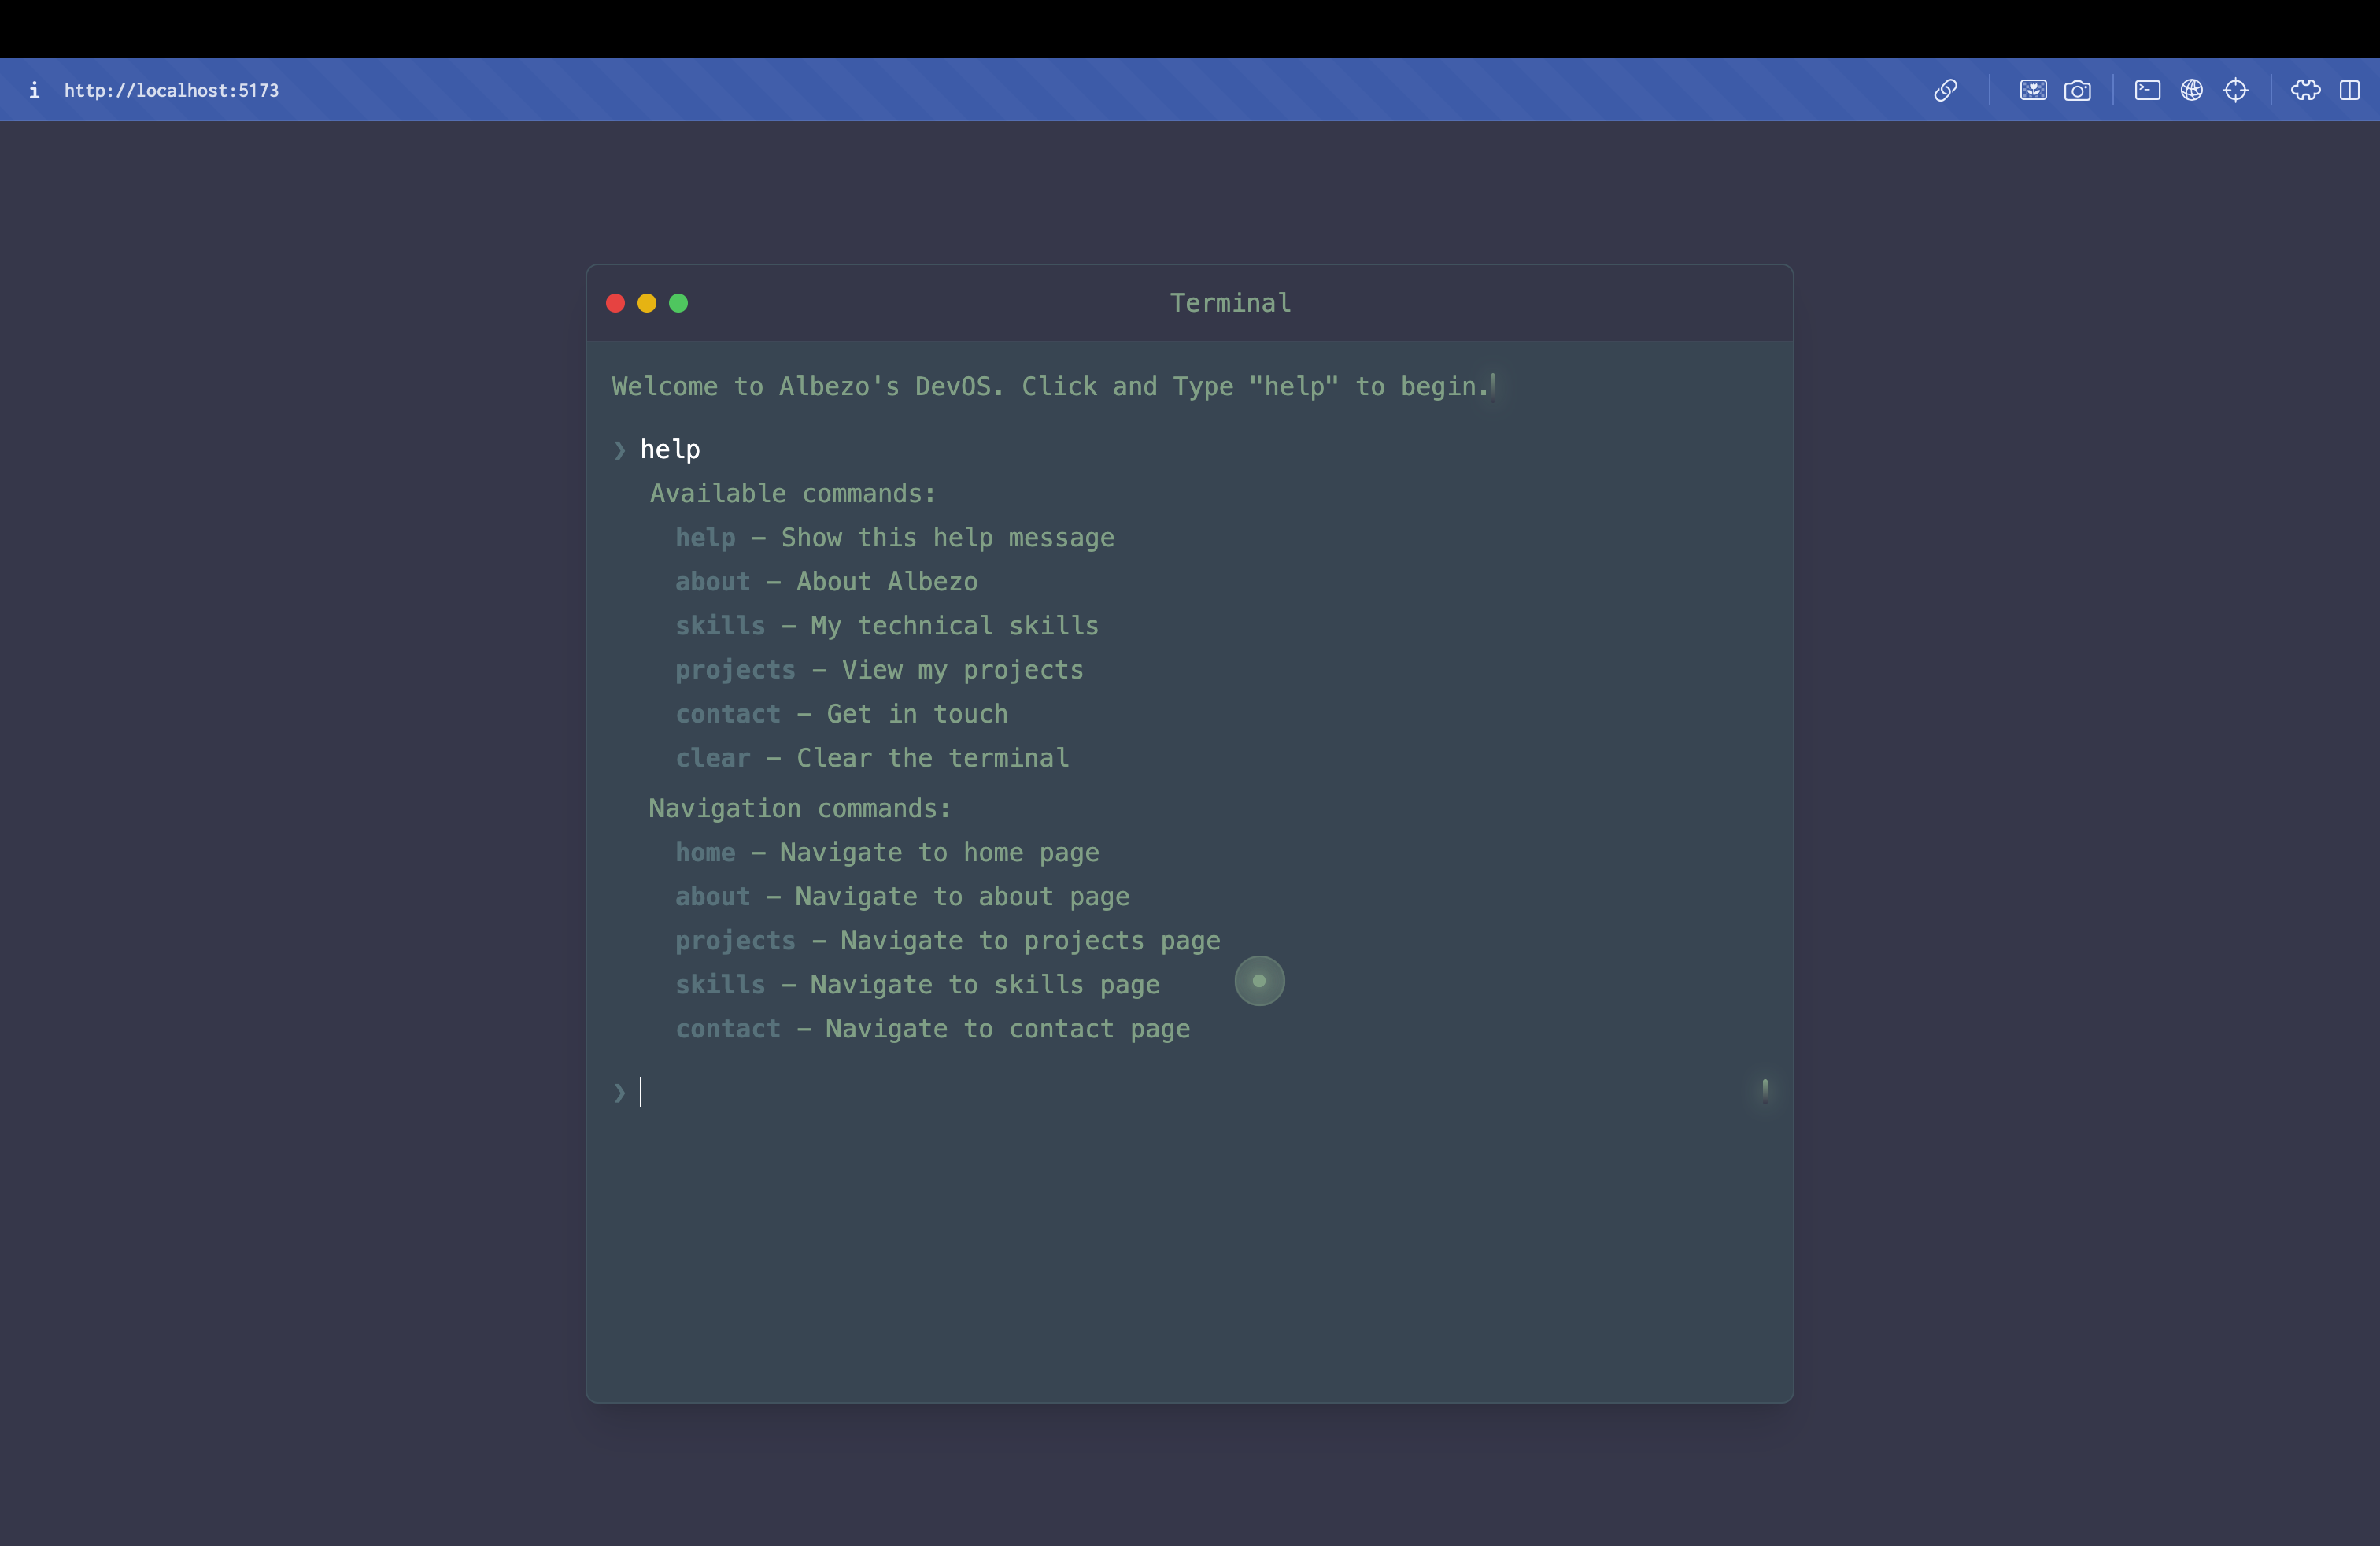 i http://localhost:5173
Terminal
Welcome to Albezo's DevOS. Click and Type "help" to begin.
❯ help
Available commands:
help – Show this help message
about – About Albezo
skills – My technical skills
projects – View my projects
contact – Get in touch
clear – Clear the terminal
Navigation commands:
home – Navigate to home page
about – Navigate to about page
projects – Navigate to projects page
skills – Navigate to skills page
contact – Navigate to contact page
❯